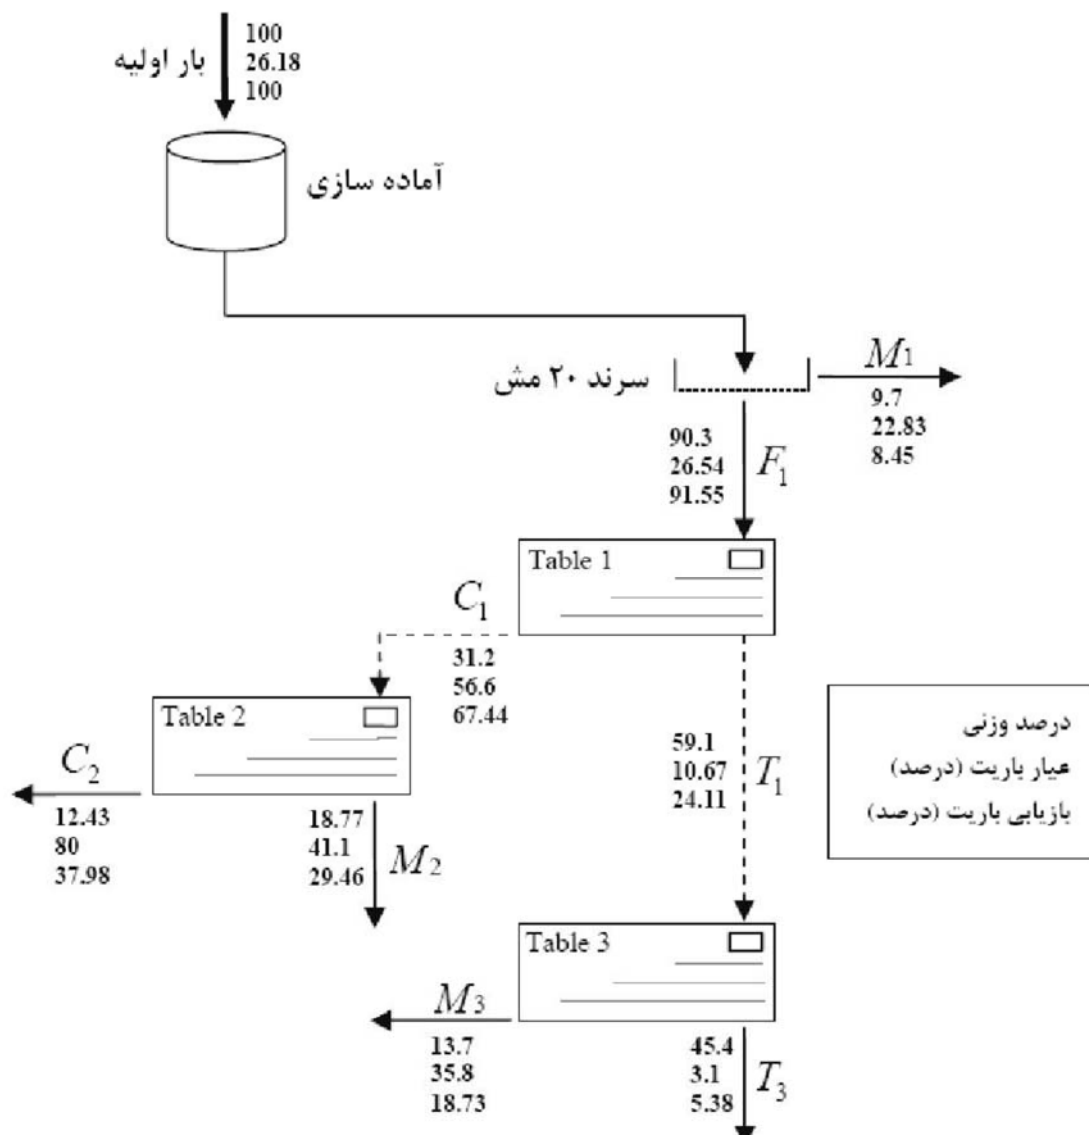 100
26.18
100
بار اولیه
آماده سازی
سرند ۲۰ مش
M1
9.7
22.83
8.45
90.3
26.54
91.55
F1
Table 1
C1
31.2
56.6
67.44
Table 2
C2
12.43
80
37.98
18.77
41.1
29.46
M2
59.1
10.67
24.11
T1
درصد وزنی
عیار باریت (درصد)
بازیابی باریت (درصد)
Table 3
M3
13.7
35.8
18.73
45.4
3.1
5.38
T3